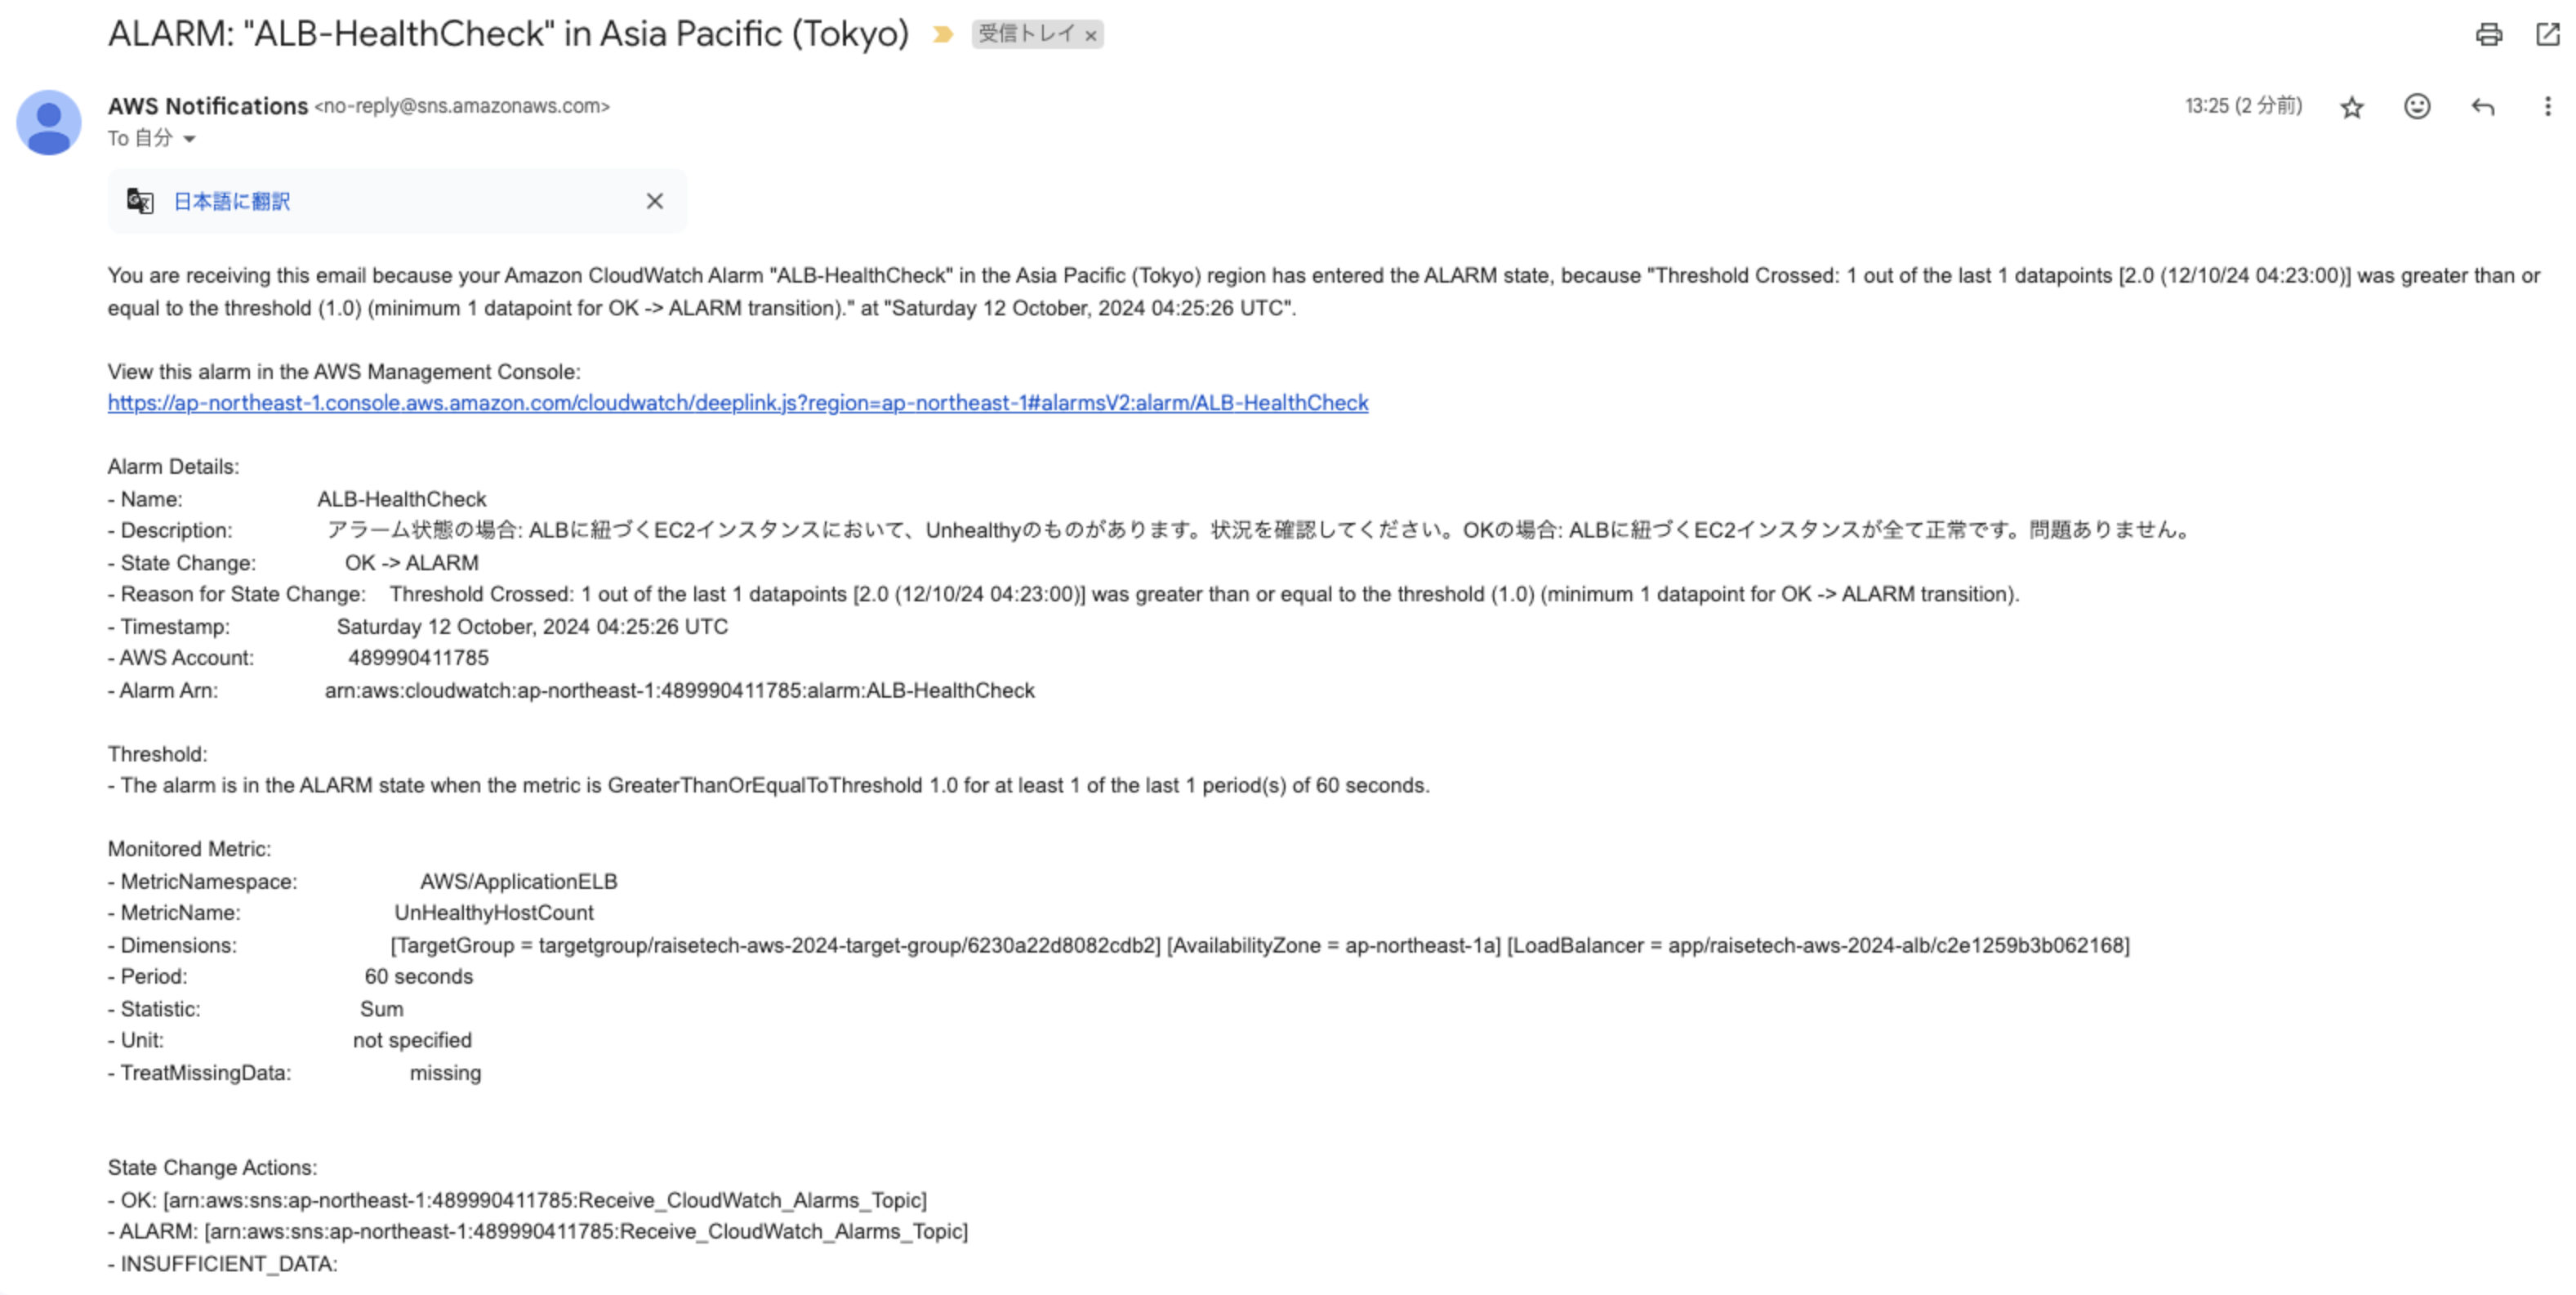 ALARM: "ALB-HealthCheck" in Asia Pacific (Tokyo) 受信トレイ ×
AWS Notifications <no-reply@sns.amazonaws.com> 13:25 (2 分前)
To 自分
日本語に翻訳
You are receiving this email because your Amazon CloudWatch Alarm "ALB-HealthCheck" in the Asia Pacific (Tokyo) region has entered the ALARM state, because "Threshold Crossed: 1 out of the last 1 datapoints [2.0 (12/10/24 04:23:00)] was greater than or
equal to the threshold (1.0) (minimum 1 datapoint for OK -> ALARM transition)." at "Saturday 12 October, 2024 04:25:26 UTC".
View this alarm in the AWS Management Console:
https://ap-northeast-1.console.aws.amazon.com/cloudwatch/deeplink.js?region=ap-northeast-1#alarmsV2:alarm/ALB-HealthCheck
Alarm Details:
- Name: ALB-HealthCheck
- Description: アラーム状態の場合: ALBに紐づくEC2インスタンスにおいて、Unhealthyのものがあります。状況を確認してください。OKの場合: ALBに紐づくEC2インスタンスが全て正常です。問題ありません。
- State Change: OK -> ALARM
- Reason for State Change: Threshold Crossed: 1 out of the last 1 datapoints [2.0 (12/10/24 04:23:00)] was greater than or equal to the threshold (1.0) (minimum 1 datapoint for OK -> ALARM transition).
- Timestamp: Saturday 12 October, 2024 04:25:26 UTC
- AWS Account: 489990411785
- Alarm Arn: arn:aws:cloudwatch:ap-northeast-1:489990411785:alarm:ALB-HealthCheck
Threshold:
- The alarm is in the ALARM state when the metric is GreaterThanOrEqualToThreshold 1.0 for at least 1 of the last 1 period(s) of 60 seconds.
Monitored Metric:
- MetricNamespace: AWS/ApplicationELB
- MetricName: UnHealthyHostCount
- Dimensions: [TargetGroup = targetgroup/raisetech-aws-2024-target-group/6230a22d8082cdb2] [AvailabilityZone = ap-northeast-1a] [LoadBalancer = app/raisetech-aws-2024-alb/c2e1259b3b062168]
- Period: 60 seconds
- Statistic: Sum
- Unit: not specified
- TreatMissingData: missing
State Change Actions:
- OK: [arn:aws:sns:ap-northeast-1:489990411785:Receive_CloudWatch_Alarms_Topic]
- ALARM: [arn:aws:sns:ap-northeast-1:489990411785:Receive_CloudWatch_Alarms_Topic]
- INSUFFICIENT_DATA: